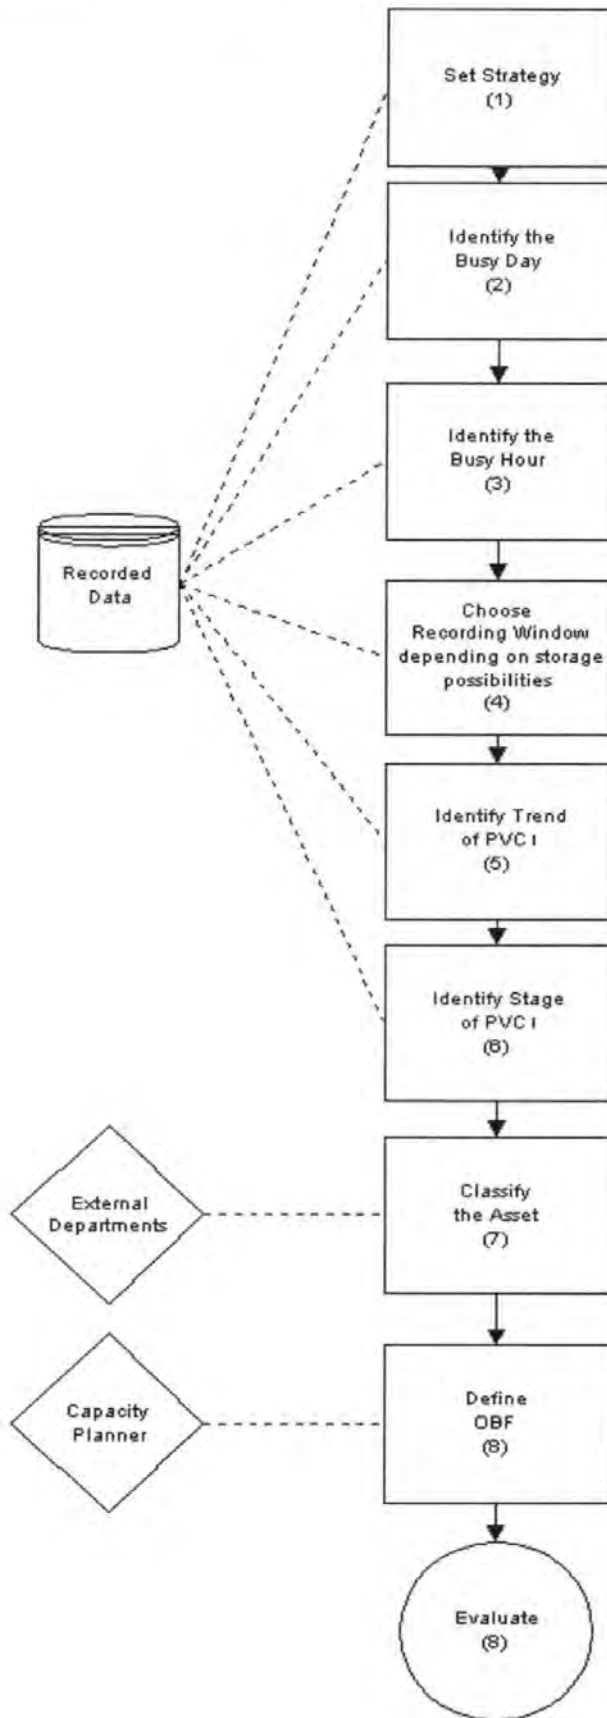 Set Strategy
(1)
Identify the
Busy Day
(2)
Identify the
Busy Hour
(3)
Recorded
Data
Choose
Recording Window
depending on storage
possibilities
(4)
Identify Trend
of PVC I
(5)
Identify Stage
of PVC I
(6)
External
Departments
Classify
the Asset
(7)
Capacity
Planner
Define
OBF
(8)
Evaluate
(8)